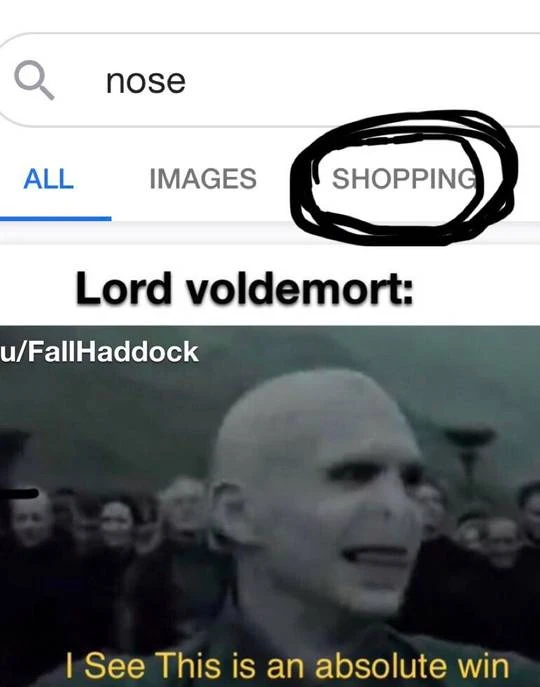 nose
ALL IMAGES SHOPPING
Lord voldemort:
u/FallHaddock
I See This is an absolute win